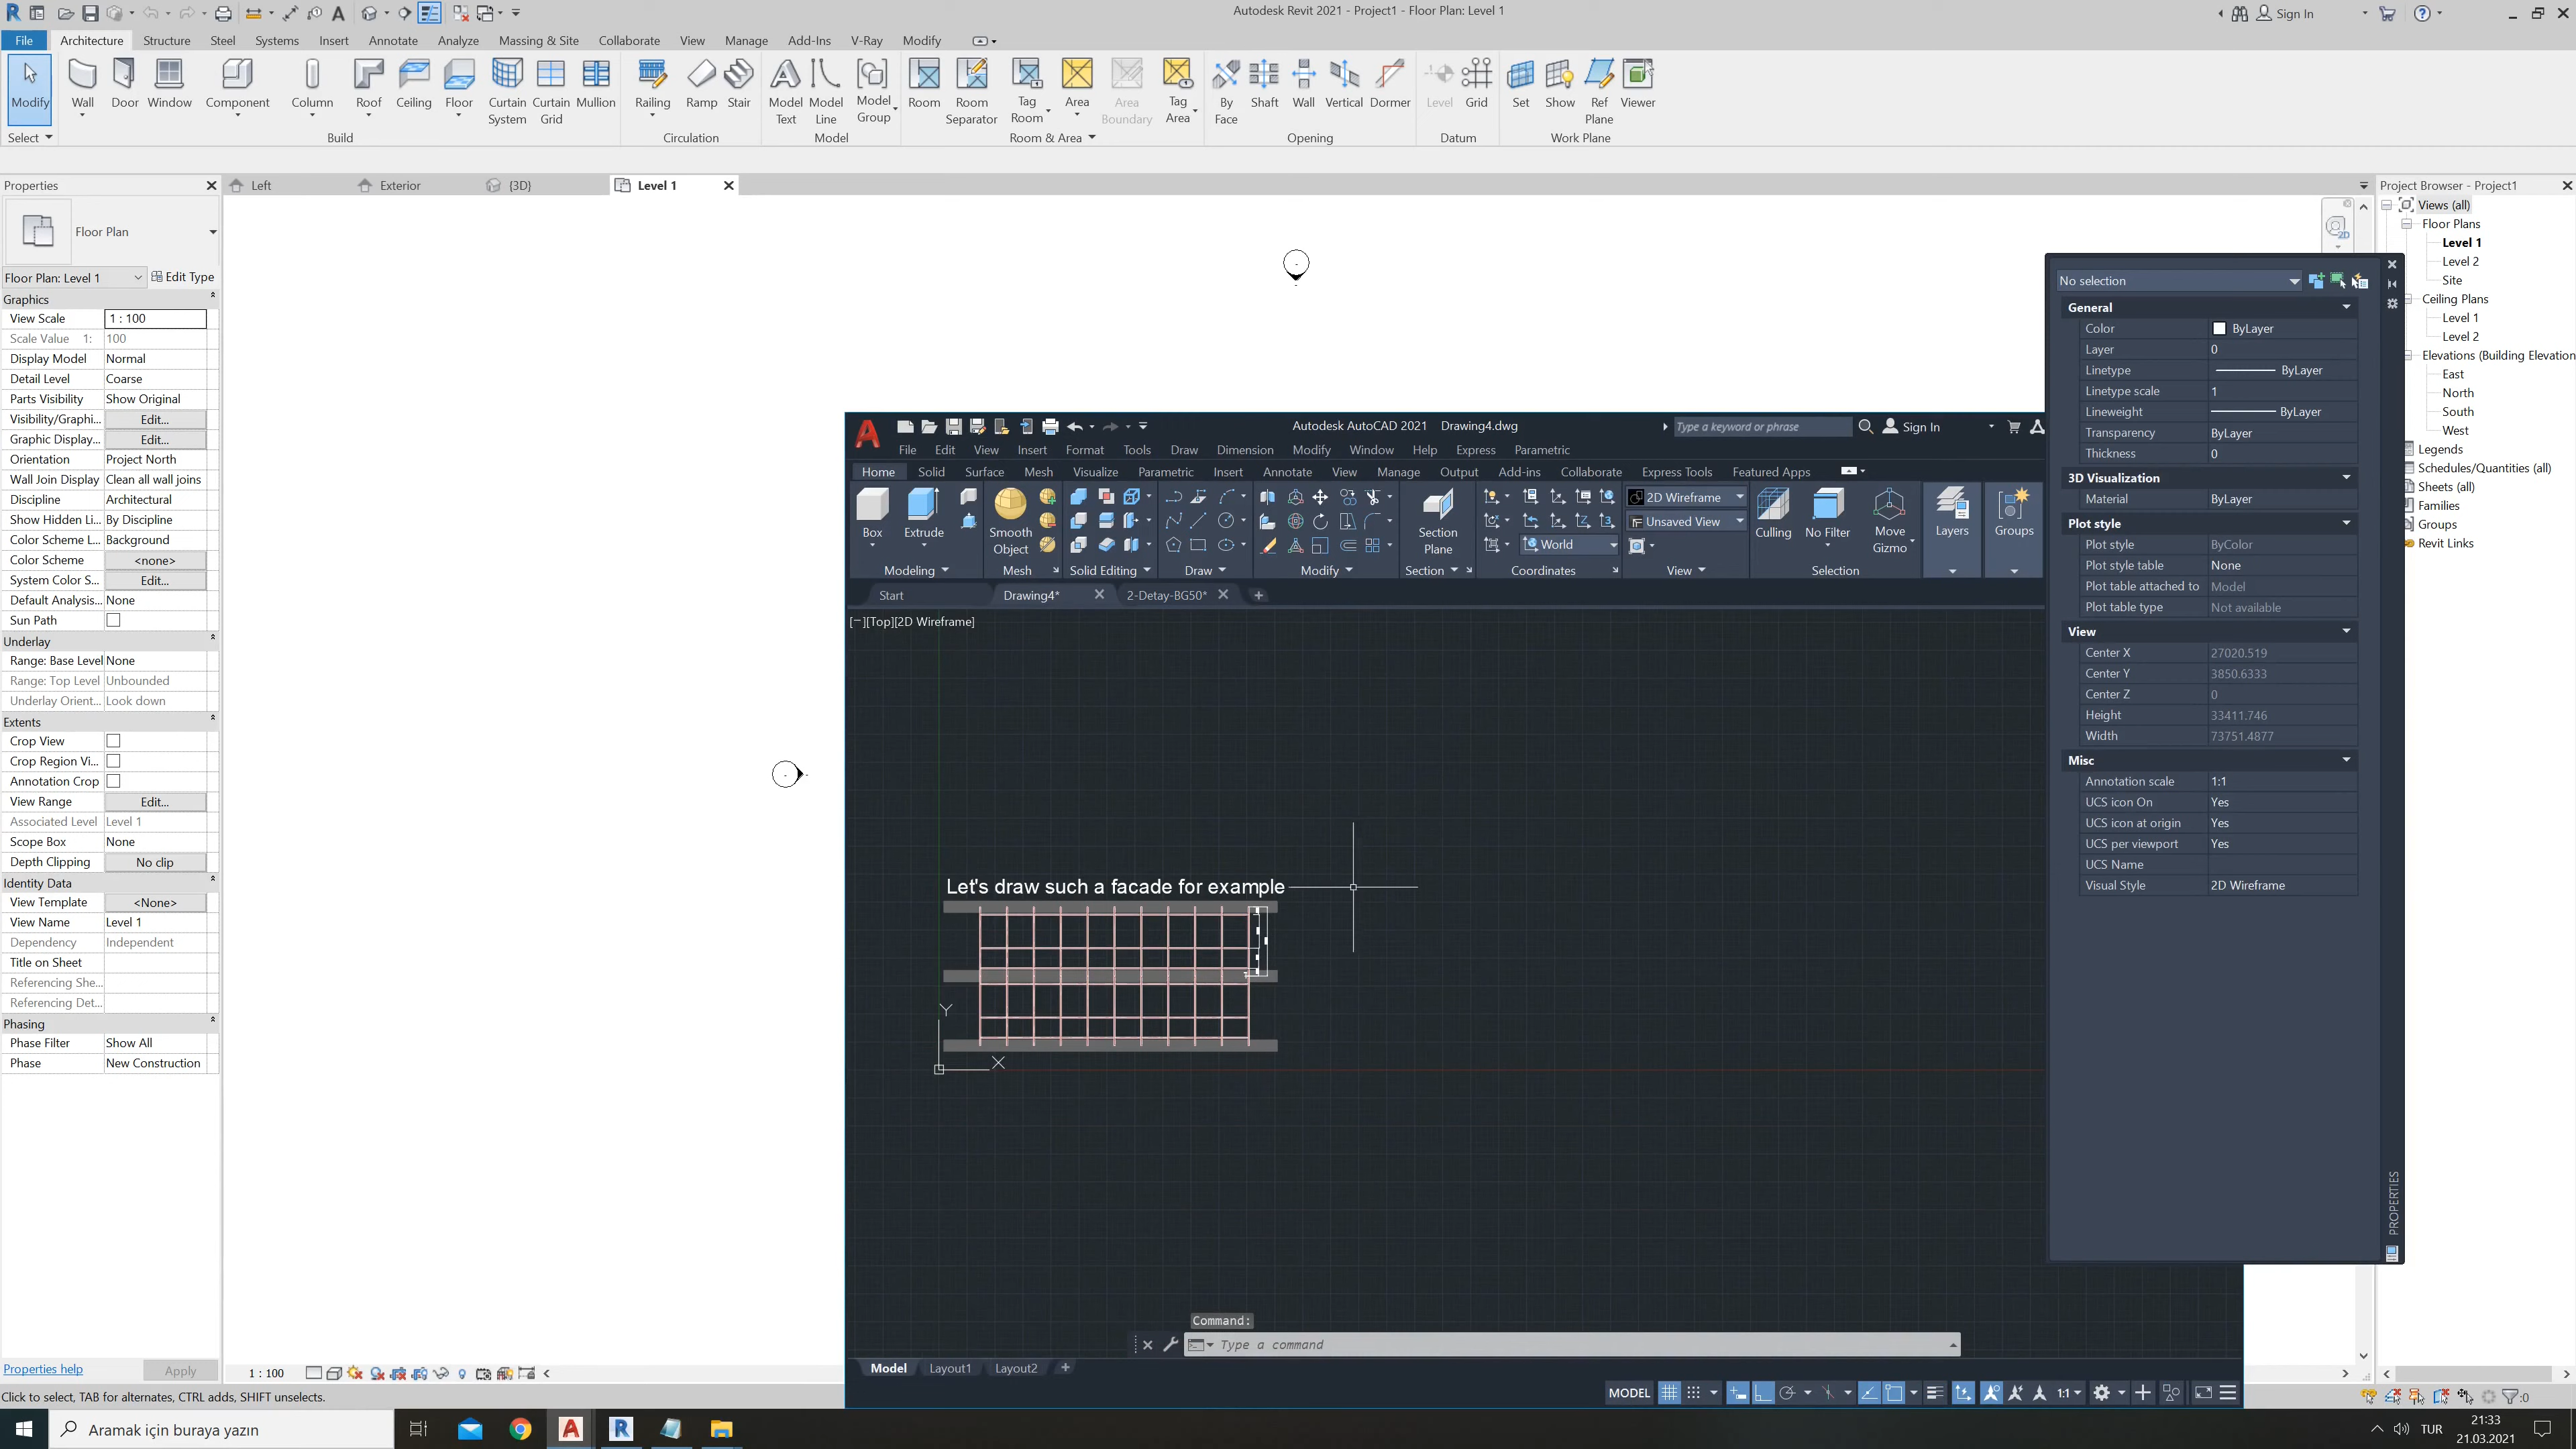 Autodesk Revit 2021 - Project1 - Floor Plan: Level 1
Sign In
File Architecture Structure Steel Systems Insert Annotate Analyze Massing & Site Collaborate View Manage Add-Ins V-Ray Modify
Modify Wall Door Window Component Column Roof Ceiling Floor Curtain System Curtain Grid Mullion Railing Ramp Stair Model Text Model Line Model Group Room Room Separator Tag Room Area Area Boundary Tag Area By Face Shaft Wall Vertical Dormer Level Grid Set Show Ref Plane Viewer
Select Build Circulation Model Room & Area Opening Datum Work Plane
Properties
Left Exterior {3D} Level 1
Floor Plan
Floor Plan: Level 1 Edit Type
Graphics
View Scale 1 : 100
Scale Value 1: 100
Display Model Normal
Detail Level Coarse
Parts Visibility Show Original
Visibility/Graphi... Edit...
Graphic Display... Edit...
Orientation Project North
Wall Join Display Clean all wall joins
Discipline Architectural
Show Hidden Li... By Discipline
Color Scheme L... Background
Color Scheme <none>
System Color S... Edit...
Default Analysis... None
Sun Path
Underlay
Range: Base Level None
Range: Top Level Unbounded
Underlay Orient... Look down
Extents
Crop View
Crop Region Vi...
Annotation Crop
View Range Edit...
Associated Level Level 1
Scope Box None
Depth Clipping No clip
Identity Data
View Template <None>
View Name Level 1
Dependency Independent
Title on Sheet
Referencing She...
Referencing Det...
Phasing
Phase Filter Show All
Phase New Construction
Properties help Apply
Project Browser - Project1
Views (all)
Floor Plans
Level 1
Level 2
Site
Ceiling Plans
Level 1
Level 2
Elevations (Building Elevation
East
North
South
West
Legends
Schedules/Quantities (all)
Sheets (all)
Families
Groups
Revit Links
Autodesk AutoCAD 2021 Drawing4.dwg
Type a keyword or phrase Sign In
File Edit View Insert Format Tools Draw Dimension Modify Window Help Express Parametric
Home Solid Surface Mesh Visualize Parametric Insert Annotate View Manage Output Add-ins Collaborate Express Tools Featured Apps
Box Extrude Smooth Object Section Plane World 2D Wireframe Unsaved View Culling No Filter Move Gizmo Layers Groups
Modeling Mesh Solid Editing Draw Modify Section Coordinates View Selection
Start Drawing4* 2-Detay-BG50*
[−][Top][2D Wireframe]
Let's draw such a facade for example
Y
X
Command:
Type a command
Model Layout1 Layout2
MODEL 1:1
No selection
General
Color ByLayer
Layer 0
Linetype ByLayer
Linetype scale 1
Lineweight ByLayer
Transparency ByLayer
Thickness 0
3D Visualization
Material ByLayer
Plot style
Plot style ByColor
Plot style table None
Plot table attached to Model
Plot table type Not available
View
Center X 27020.519
Center Y 3850.6333
Center Z 0
Height 33411.746
Width 73751.4877
Misc
Annotation scale 1:1
UCS icon On Yes
UCS icon at origin Yes
UCS per viewport Yes
UCS Name
Visual Style 2D Wireframe
PROPERTIES
1 : 100
Click to select, TAB for alternates, CTRL adds, SHIFT unselects.
:0
Aramak için buraya yazın
TUR
21:33
21.03.2021